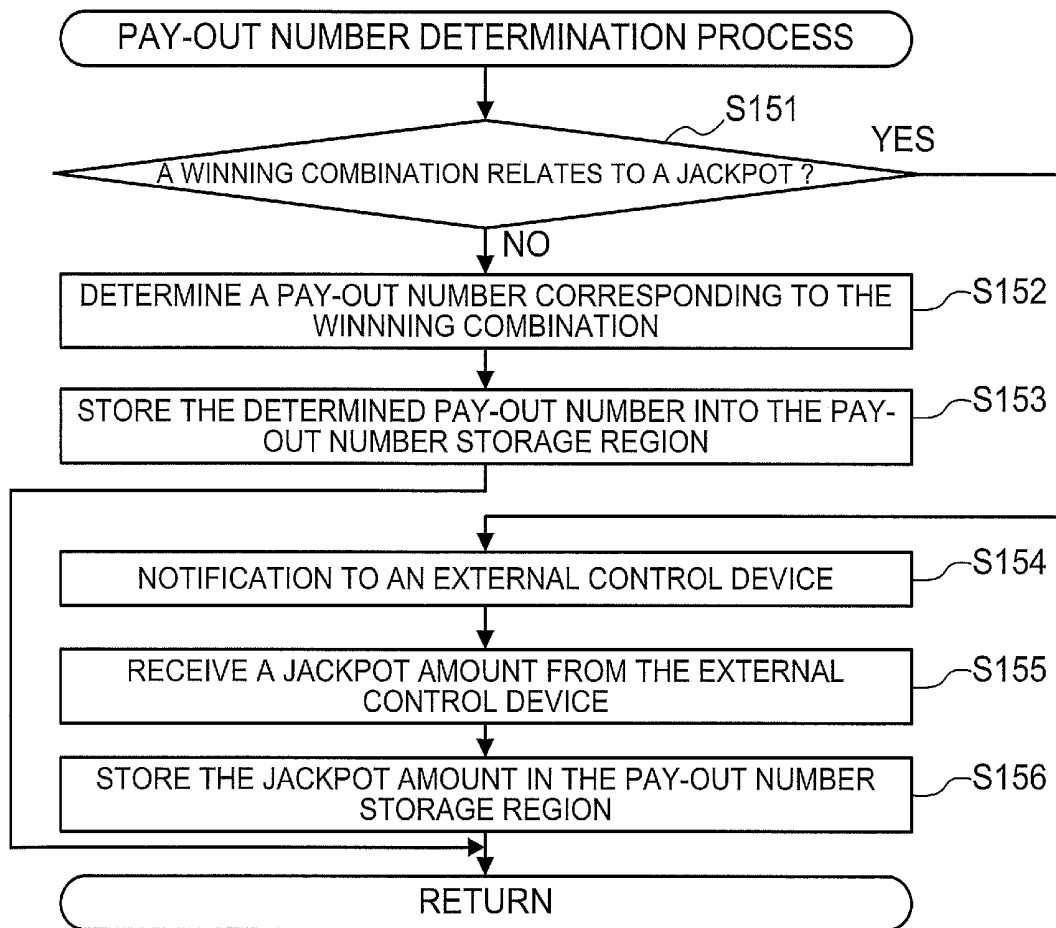 PAY-OUT NUMBER DETERMINATION PROCESS
S151
YES
A WINNING COMBINATION RELATES TO A JACKPOT ?
NO
DETERMINE A PAY-OUT NUMBER CORRESPONDING TO THE
WINNNING COMBINATION
S152
STORE THE DETERMINED PAY-OUT NUMBER INTO THE PAY-
OUT NUMBER STORAGE REGION
S153
NOTIFICATION TO AN EXTERNAL CONTROL DEVICE
S154
RECEIVE A JACKPOT AMOUNT FROM THE EXTERNAL
CONTROL DEVICE
S155
STORE THE JACKPOT AMOUNT IN THE PAY-OUT NUMBER
STORAGE REGION
S156
RETURN